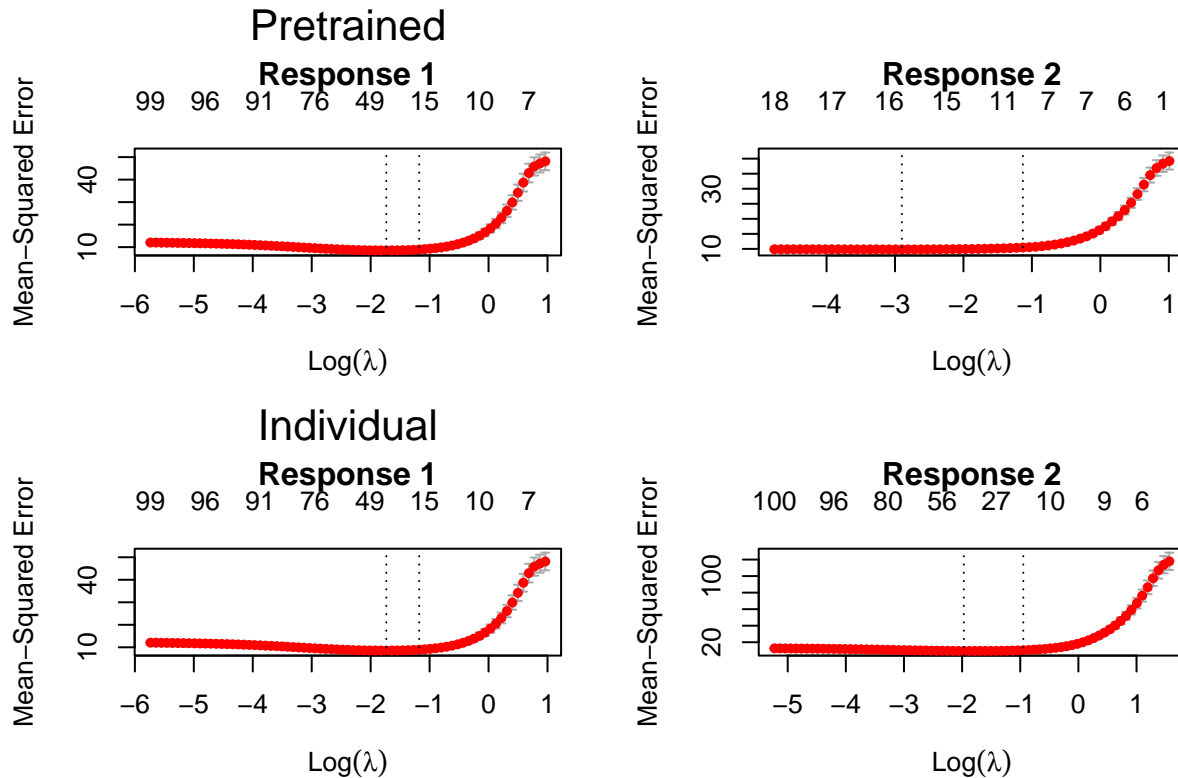 Pretrained
Response 1
99 96 91 76 49 15 10 7
Mean−Squared Error
40
10
−6 −5 −4 −3 −2 −1 0 1
Log(λ)
Response 2
18 17 16 15 11 7 7 6 1
Mean−Squared Error
30
10
−4 −3 −2 −1 0 1
Log(λ)
Individual
Response 1
99 96 91 76 49 15 10 7
Mean−Squared Error
40
10
−6 −5 −4 −3 −2 −1 0 1
Log(λ)
Response 2
100 96 80 56 27 10 9 6
Mean−Squared Error
100
20
−5 −4 −3 −2 −1 0 1
Log(λ)